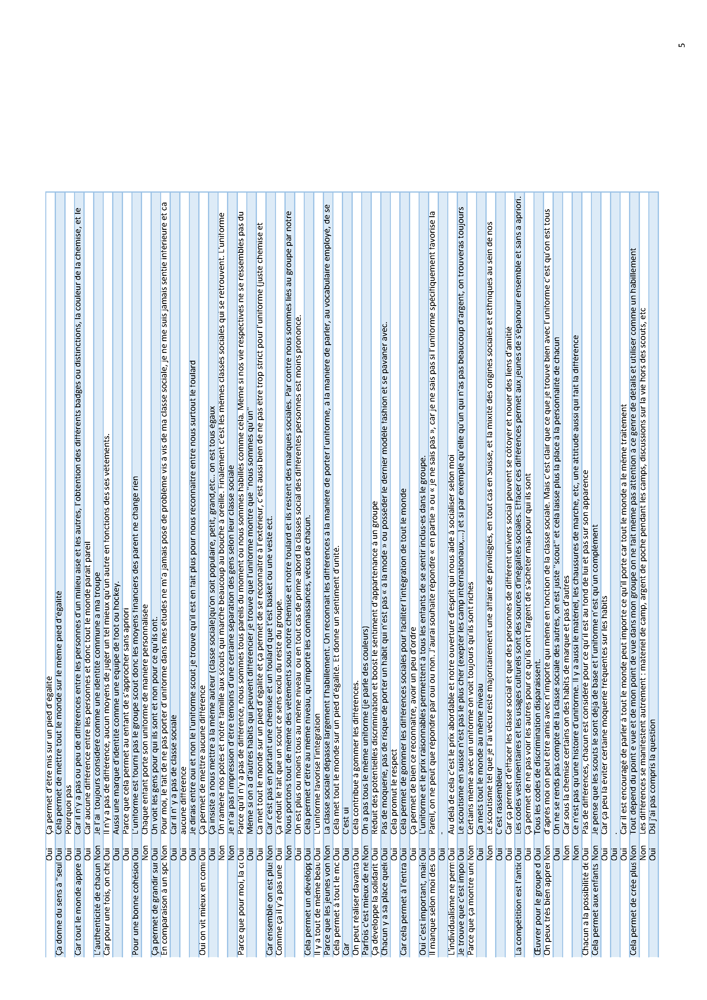 Oui Ça permet d'être mis sur un pied d'égalité
Ça donne du sens à "seul Oui Cela permet de mettre tout le monde sur le même pied d'égalité
Oui Pourquoi pas
Car tout le monde appre Oui Car il n'y a pas ou peu de différences entre les personnes d'un milieu aisé et les autres, l'obtention des différents badges ou distinctions, la couleur de la chemise, et le
Oui Car aucune différence entre les personnes et donc tout le monde paraît pareil
L'authenticité de chacun Non Je l'ai toujours considéré comme une identité commune a ma troupe
Car pour une fois, on che Oui Il n'y a pas de différence, aucun moyens de juger un tel mieux qu'un autre en fonctions des ses vêtements.
Oui Aussi une marque d'identité comme une equipe de foot ou hockey.
Oui Parce que cela permet au enfant de s'approcher sans apriori
Pour une bonne cohésion Oui L'uniforme est fourni pas le groupe scout donc les moyens financiers des parent ne change rien
Non Chaque enfant porte son uniforme de manière personnalisée
Ça permet de grandir sur Oui On voit les gens pour qui ils sont et non pour ce qu'ils ont.
En comparaison à un spo Non Pour moi, le fait de ne pas porter d'uniforme dans mes études ne m'a jamais posé de problème vis à vis de ma classe sociale, je ne me suis jamais sentie inférieure et ca
Oui Car il n' y a pas de classe sociale
Oui aucune différence
Oui Je dirais entre oui et non le l'uniforme scout je trouve qu'il est en fait plus pour nous reconnaître entre nous surtout le foulard
Oui on vit mieux en comm Oui Ça permet de mettre aucune différence
Oui Ça insiste à nous mettre à la même auteur (classe sociale)qu'on soit populaire, petit, grand,etc.. on est tous égaux
Non On ramène nos potes et notre famille aux scouts qui marche beaucoup au bouche à oreille. Finalement c'est les mêmes classés sociales qui se retrouvent. L'uniforme
Non Je n'ai pas l'impression d'être témoins d'une certaine séparation des gens selon leur classe sociale
Parce que pour moi, la co Oui Parce qu'il n'y a pas de différence, nous sommes tous pareils du moment ou nous sommes habillés comme cela. Même si nos vie respectives ne se ressembles pas du
Oui Même si on a d'autres habits qui peuvent différencier je trouve que l'uniforme montre que "nous sommes qu'un"
Oui Ca met tout le monde sur un pied d'égalité et ça permet de se reconnaître à l'extérieur, c'est aussi bien de ne pas être trop strict pour l'uniforme (juste chemise et
Car ensemble on est plus Non Car c'est pas en portant une chemise et un foulard que t'est basket ou une veste ect.
Comme ça il y'a pas une Oui Ça réduit le fait que un scout ce sens exclu du reste du groupe.
Non Nous portons tout de même des vêtements sous notre chemise et notre foulard et ils restent des marques sociales. Par contre nous sommes liés au groupe par notre
Oui On est plus ou moins tous au même niveau ou en tout cas de prime abord la classes social des différentes personnes est moins prononcé.
Cela permet un développ Oui Cela permet d'être au même niveau, qu'importe les connaissances, vécus de chacun.
Il y a tout de même beau Oui L'uniforme favorise l'integration
Parce que les jeunes von Non La classe sociale dépasse largement l'habillement. On reconnaît les différences à la manière de porter l'uniforme, à la manière de parler, au vocabulaire employé, de se
Cela permet à tout le mo Oui Cela met tout le monde sur un pied d'égalité. Et donne un sentiment d'unité.
Car Oui C'est ui
On peut réaliser davanta Oui Cela contribue à gommer les différences.
Parfois c'est mieux de ne Non On a pas tous le même uniforme (je parle des couleurs)
Ça développe la solidarit Oui Réduit des potentielles discrimination et boost le sentiment d'appartenance à un groupe
Chacun y a sa place quel Oui Pas de moquerie, pas de risque de porter un habit qui n'est pas « à la mode » ou posséder le dernier modèle fashion et se pavaner avec.
Oui Cela promut le respect
Car cela permet à l'entra Oui Cela permet de gommer les différences sociales pour faciliter l'intégration de tout le monde
Oui Ça permet de bien ce reconnaitre, avoir un peu d'ordre
Oui c'est important, mais Oui L'uniforme et le prix raisonnables permettent à tous les enfants de se sentir inclus·es dans le groupe.
Il manque selon moi des Oui Pareil, on ne peut que répondre par oui ou non. J'aurai souhaite répondre « en partie » ou « je ne sais pas », car je ne sais pas si l'uniforme spécifiquement favorise la
Oui -
L'individualisme ne perm Oui Au delà de cela c'est le prix abordable et notre ouverture d'esprit qui nous aide à socialiser selon moi
Je trouve que c'est impor Oui Le scoutisme en suisse n'est pas le plus cher (exepter les camp internationaux,...) et si par exemple qu'elle qu'un qui n'as pas beaucoup d'argent, on trouveras toujours
Parce que ça montre une Non Certains même avec un uniforme on voit toujours qu'ils sont riches
Oui Ça mets tout le monde au même niveau
Non Le scoutisme tel que je l'ai vécu reste majoritairement une affaire de privilégiés, en tout cas en Suisse, et la mixité des origines sociales et ethniques au sein de nos
Oui C'est rassembleur
Oui Car ça permet d'effacer les classe social et que des personnes de différent univers social peuvent se côtoyer et nouer des liens d'amitié
La compétition est l'antic Oui Les codes vestimentaires et les usages culturels sont des sources d'inégalités sociales. Effacer ces différences permet aux jeunes de s'épanour ensemble et sans a apriori.
Oui Ça permet de ne pas voir les autres pour ce qu'ils ont l'argent de s'acheter mais pour qui ils sont
Œuvrer pour le groupe d Oui Tous les codes de discrimination disparaissent.
On peux très bien appren Non d'après moi on peut être amis avec n'importe qui même en fonction de la classe sociale. Mais c'est clair que ce que je trouve bien avec l'uniforme c'est qu'on est tous
Oui On ne se rends pas compte de la classe sociale des autres, on est juste "scout" et cela laisse plus la place à la personnalité de chacun
Non Car sous la chemise certains on des habits de marque et pas d'autres
Non Ce n'est pas qu'une histoire d'uniforme. Il y a aussi le matériel, les chaussures de marche, etc, une attitude aussi qui fait la différence
Chacun a la possibilité de Oui Pas de différences, chacun est considéré pour ce qu'il est au fond de lui et pas sur son apparence
Cela permet aux enfants Non Je pense que les scouts le sont déjà de base et l'uniforme n'est qu'un complément
Oui Car ça peu la éviter certaine moquerie fréquentes sur les habits
Oui .
Oui Car il est encouragé de parler à tout le monde peut importe ce qu'il porte car tout le monde a le même traitement
Cela permet de crée plus Non Tout depend du point e vue et de mon point de vue dans mon groupe on ne fait même pas attention à ce genre de détails et utiliser comme un habillement
Non Les différences se manifestent autrement : materiel de camp, argent de poche pendant les camps, discussions sur la vie hors des scouts, etc
Oui Dsl j'ai pas compris la question
5